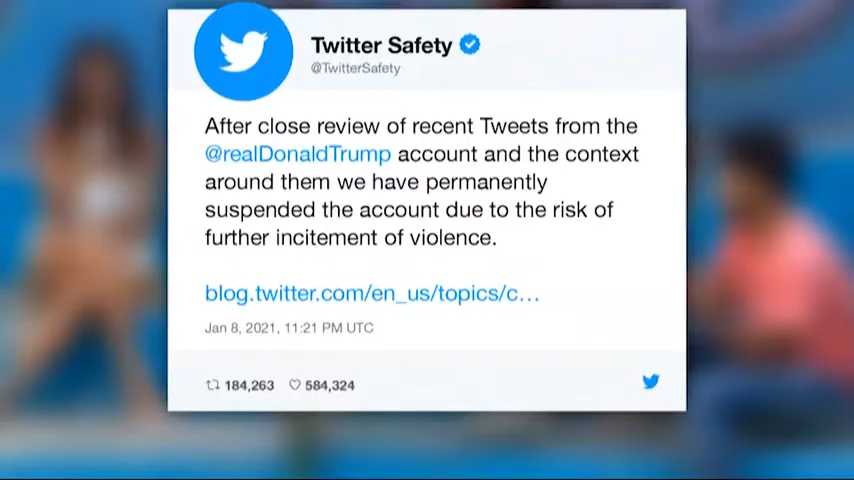 Twitter Safety
@TwitterSafety
After close review of recent Tweets from the
@realDonaldTrump account and the context
around them we have permanently
suspended the account due to the risk of
further incitement of violence.
blog.twitter.com/en_us/topics/c...
Jan 8, 2021, 11:21 PM UTC
184,263 584,324